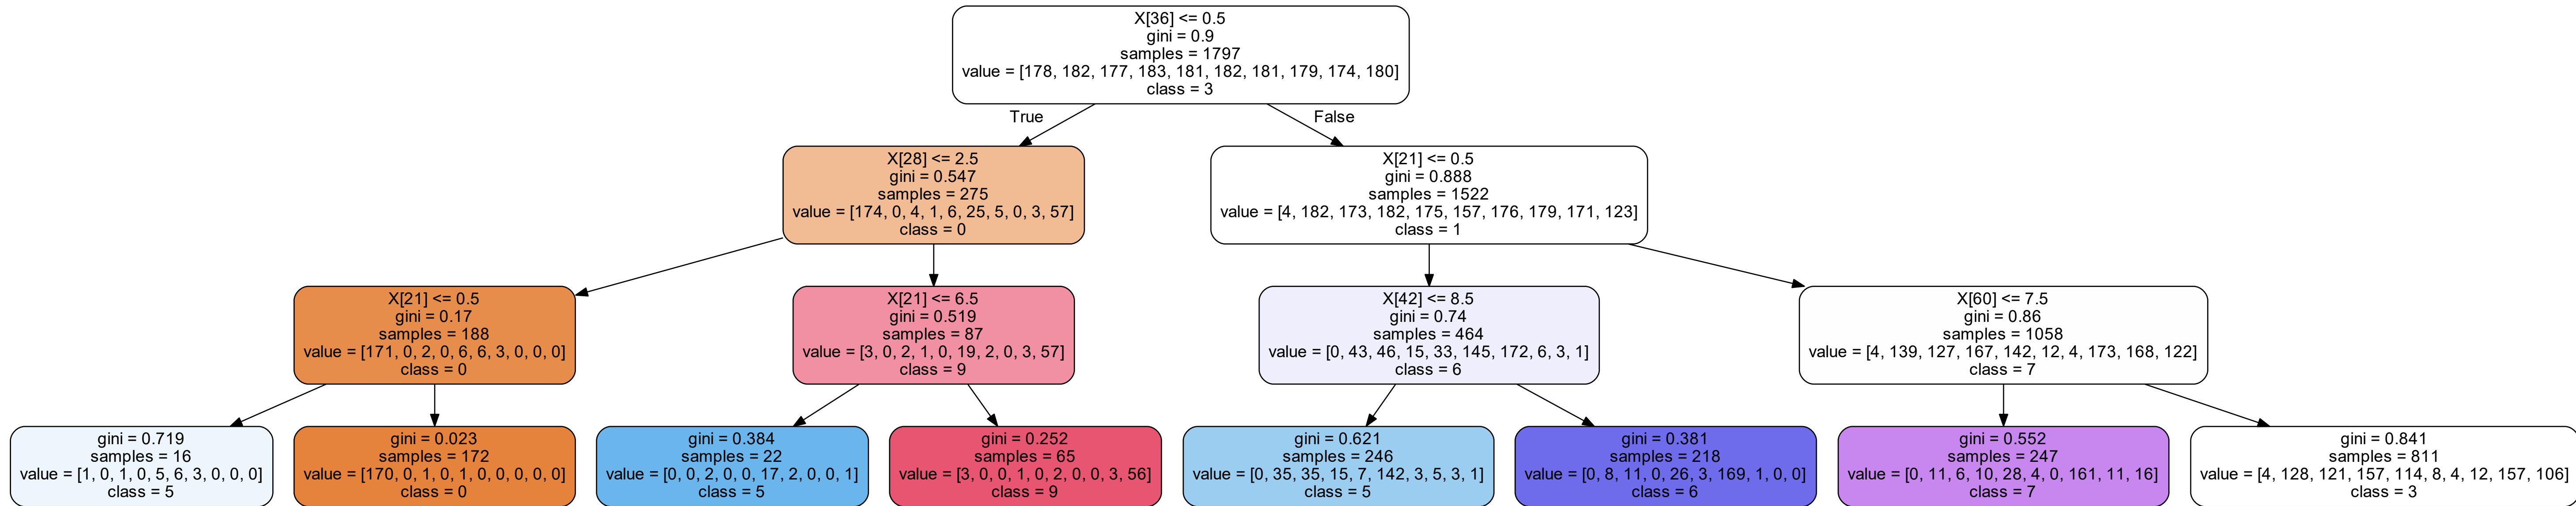 X[36] <= 0.5
gini = 0.9
samples = 1797
value = [178, 182, 177, 183, 181, 182, 181, 179, 174, 180]
class = 3
True
False
X[28] <= 2.5
gini = 0.547
samples = 275
value = [174, 0, 4, 1, 6, 25, 5, 0, 3, 57]
class = 0
X[21] <= 0.5
gini = 0.888
samples = 1522
value = [4, 182, 173, 182, 175, 157, 176, 179, 171, 123]
class = 1
X[21] <= 0.5
gini = 0.17
samples = 188
value = [171, 0, 2, 0, 6, 6, 3, 0, 0, 0]
class = 0
X[21] <= 6.5
gini = 0.519
samples = 87
value = [3, 0, 2, 1, 0, 19, 2, 0, 3, 57]
class = 9
X[42] <= 8.5
gini = 0.74
samples = 464
value = [0, 43, 46, 15, 33, 145, 172, 6, 3, 1]
class = 6
X[60] <= 7.5
gini = 0.86
samples = 1058
value = [4, 139, 127, 167, 142, 12, 4, 173, 168, 122]
class = 7
gini = 0.719
samples = 16
value = [1, 0, 1, 0, 5, 6, 3, 0, 0, 0]
class = 5
gini = 0.023
samples = 172
value = [170, 0, 1, 0, 1, 0, 0, 0, 0, 0]
class = 0
gini = 0.384
samples = 22
value = [0, 0, 2, 0, 0, 17, 2, 0, 0, 1]
class = 5
gini = 0.252
samples = 65
value = [3, 0, 0, 1, 0, 2, 0, 0, 3, 56]
class = 9
gini = 0.621
samples = 246
value = [0, 35, 35, 15, 7, 142, 3, 5, 3, 1]
class = 5
gini = 0.381
samples = 218
value = [0, 8, 11, 0, 26, 3, 169, 1, 0, 0]
class = 6
gini = 0.552
samples = 247
value = [0, 11, 6, 10, 28, 4, 0, 161, 11, 16]
class = 7
gini = 0.841
samples = 811
value = [4, 128, 121, 157, 114, 8, 4, 12, 157, 106]
class = 3